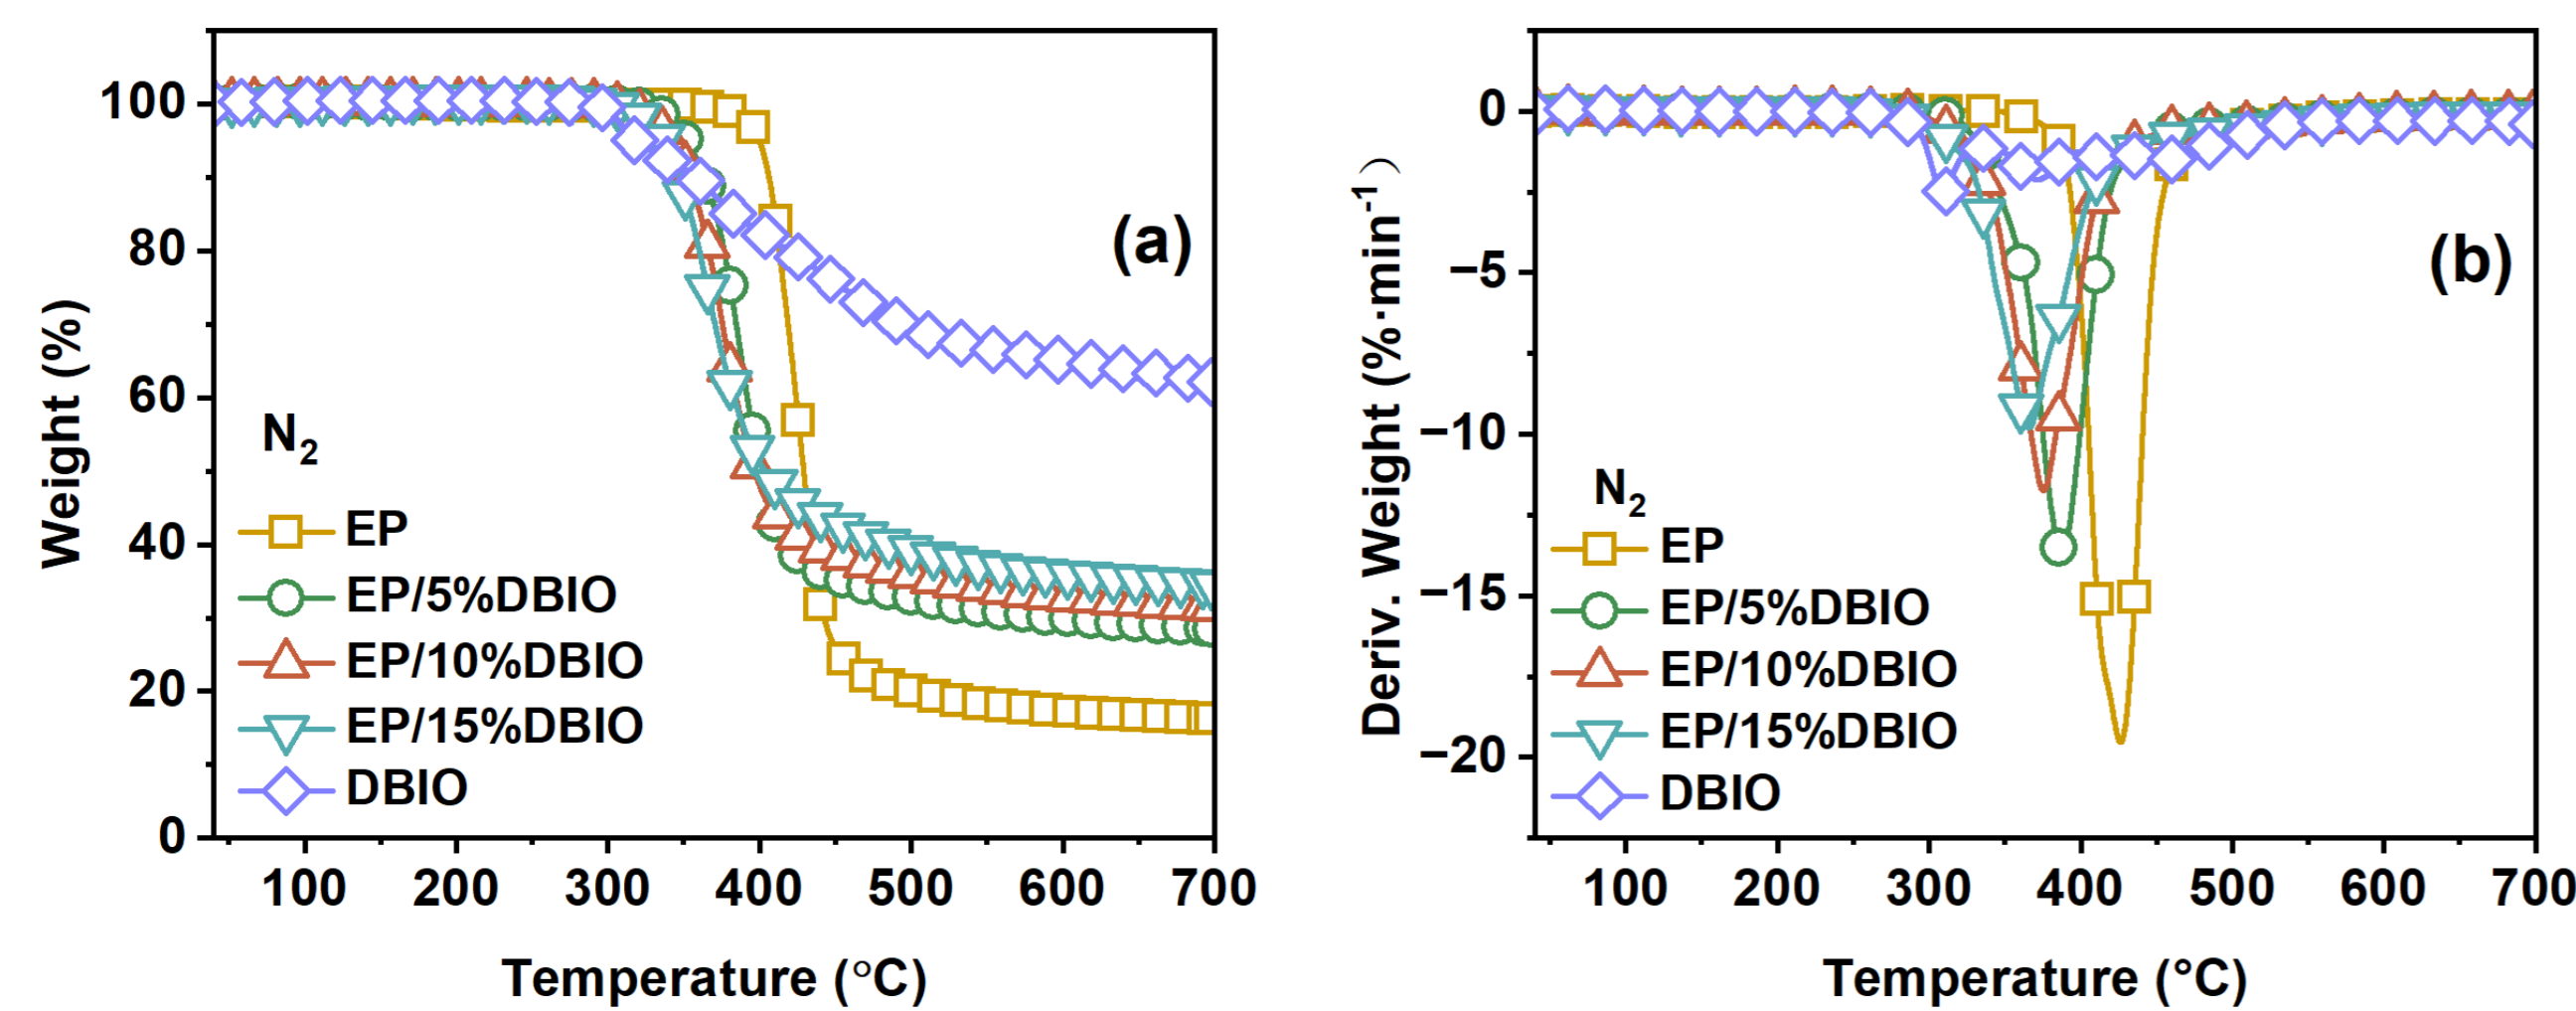 100
80
60
40
20
0
Weight (%)
(a)
N2
EP
EP/5%DBIO
EP/10%DBIO
EP/15%DBIO
DBIO
100 200 300 400 500 600 700
Temperature (°C)
0
−5
−10
−15
−20
Deriv. Weight (%·min-1）
(b)
N2
EP
EP/5%DBIO
EP/10%DBIO
EP/15%DBIO
DBIO
100 200 300 400 500 600 700
Temperature (°C)